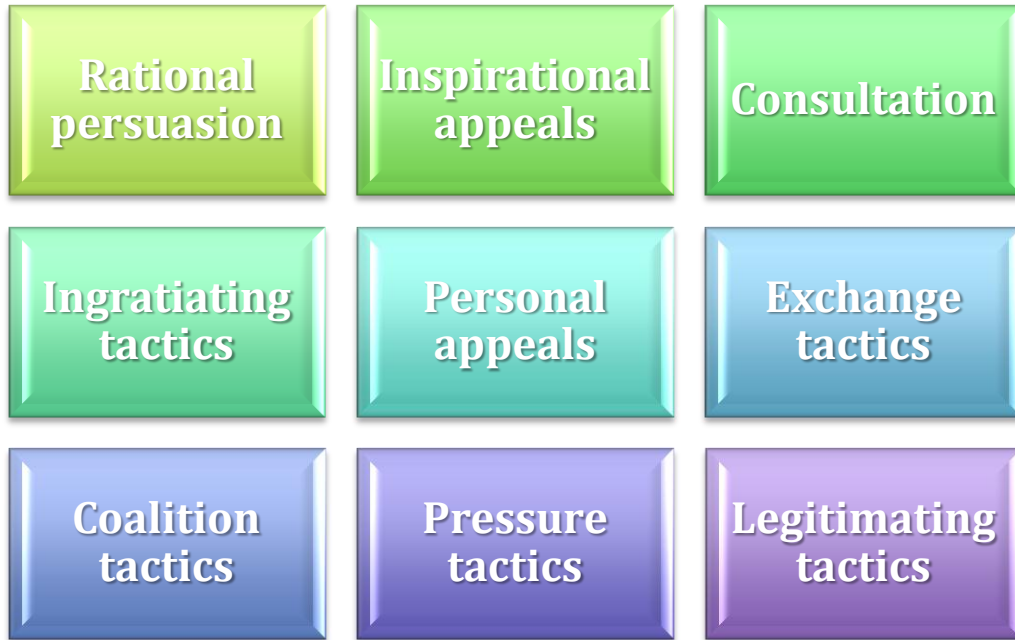 Rational
persuasion
Inspirational
appeals
Consultation
Ingratiating
tactics
Personal
appeals
Exchange
tactics
Coalition
tactics
Pressure
tactics
Legitimating
tactics